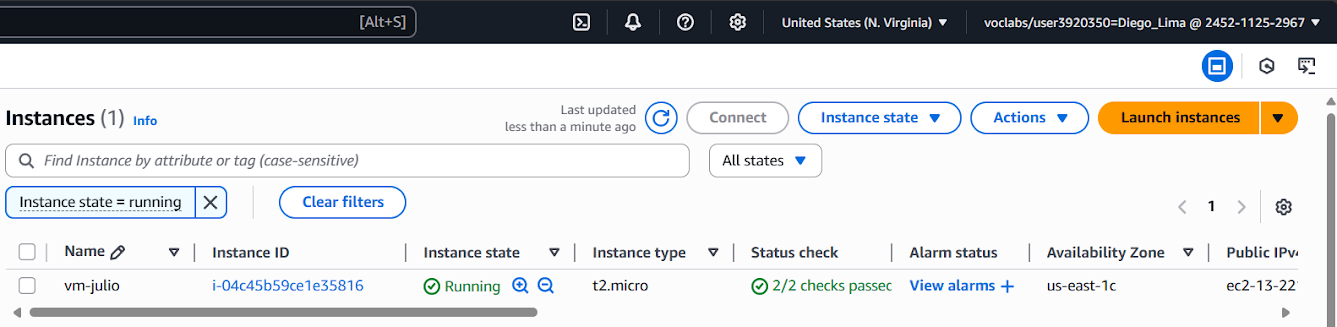 [Alt+S] United States (N. Virginia) voclabs/user3920350=Diego_Lima @ 2452-1125-2967
Instances (1) Info Last updated less than a minute ago Connect Instance state Actions Launch instances
Find Instance by attribute or tag (case-sensitive) All states
Instance state = running Clear filters 1
Name Instance ID Instance state Instance type Status check Alarm status Availability Zone Public IPv4
vm-julio i-04c45b59ce1e35816 Running t2.micro 2/2 checks passec View alarms + us-east-1c ec2-13-22